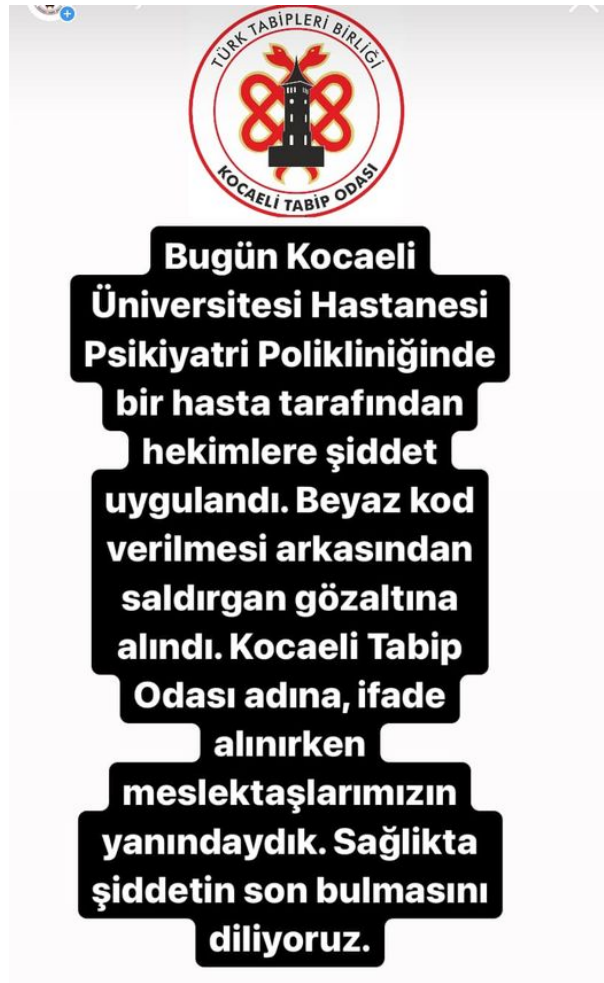 TÜRK TABİPLERİ BİRLİĞİ
KOCAELİ TABİP ODASI
Bugün Kocaeli
Üniversitesi Hastanesi
Psikiyatri Polikliniğinde
bir hasta tarafından
hekimlere şiddet
uygulandı. Beyaz kod
verilmesi arkasından
saldırgan gözaltına
alındı. Kocaeli Tabip
Odası adına, ifade
alınırken
meslektaşlarımızın
yanındaydık. Sağlikta
şiddetin son bulmasını
diliyoruz.